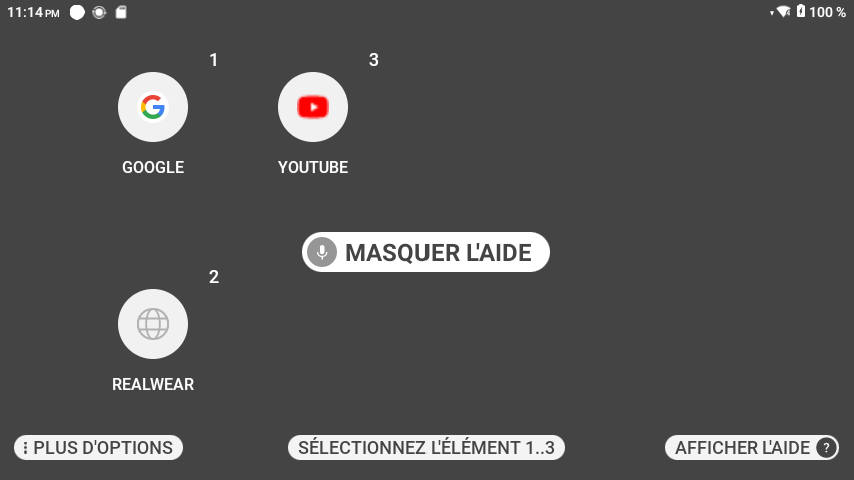 11:14 PM
100 %
1
3
GOOGLE
YOUTUBE
MASQUER L'AIDE
2
REALWEAR
PLUS D'OPTIONS
SÉLECTIONNEZ L'ÉLÉMENT 1..3
AFFICHER L'AIDE ?